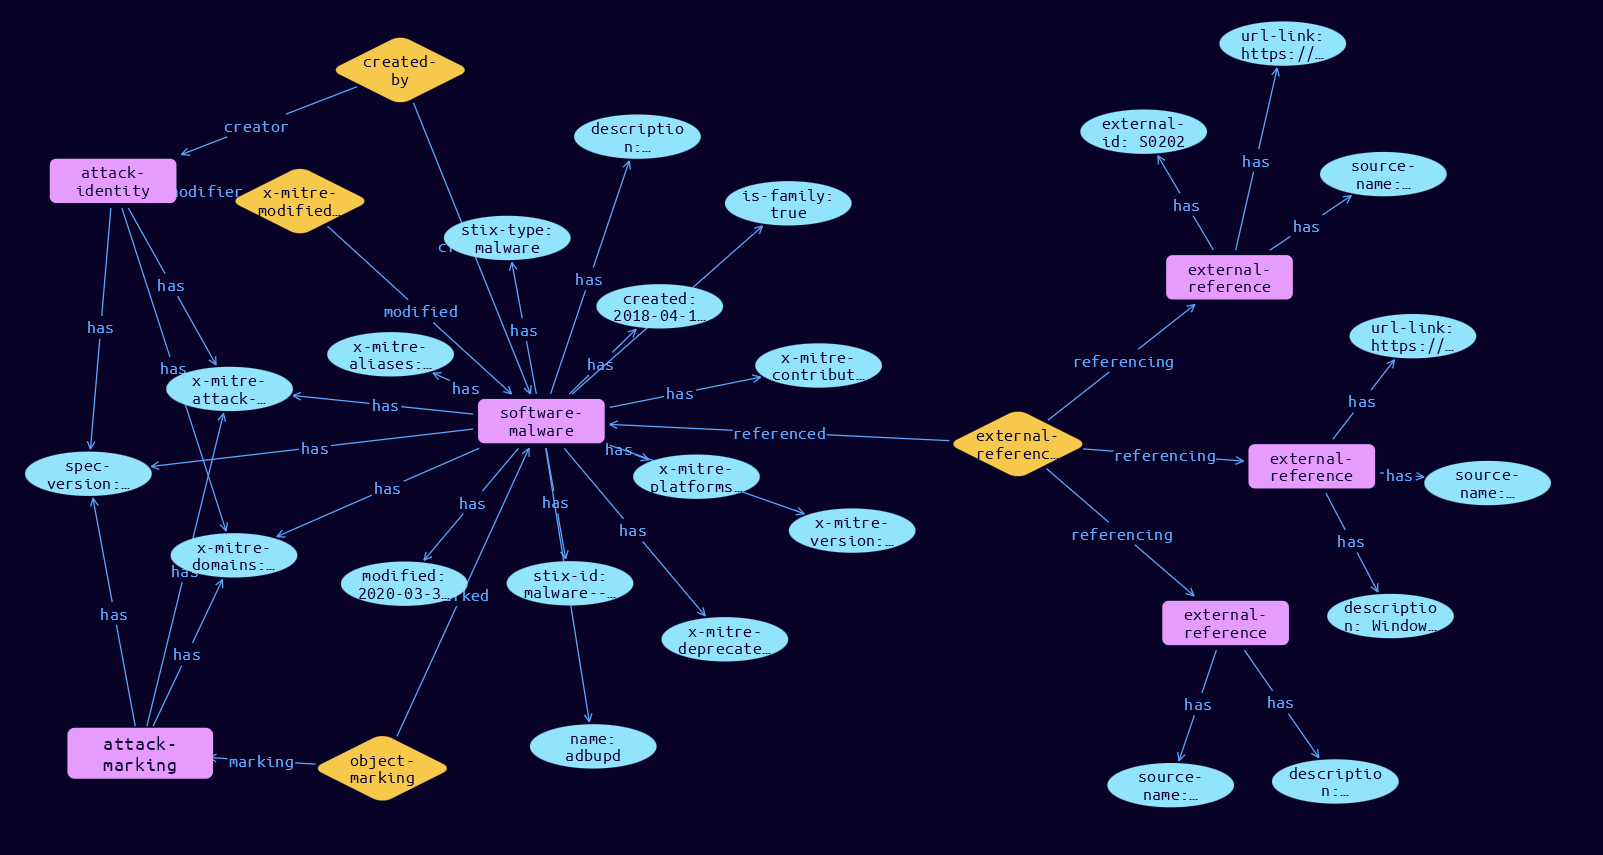 created-
by
creator
attack-
identity
modifier
x-mitre-
modified…
stix-type:
malware
descriptio
n:…
is-family:
true
has
created:
2018-04-1…
has
modified
has
has
x-mitre-
aliases:…
has
has
has
x-mitre-
attack-…
has
has
has
x-mitre-
contribut…
software-
malware
has
spec-
version:…
has
x-mitre-
platforms…
has
has
has
has
x-mitre-
version:…
x-mitre-
domains:…
has
modified:
2020-03-3…
stix-id:
malware--…
has
has
x-mitre-
deprecate…
attack-
marking
marking
object-
marking
name:
adbupd
url-link:
https://…
external-
id: S0202
has
source-
name:…
has
has
external-
reference
referencing
url-link:
https://…
has
referenced
external-
referenc…
referencing
external-
reference
has
source-
name:…
referencing
has
descriptio
n: Window…
external-
reference
has
has
source-
name:…
descriptio
n:…